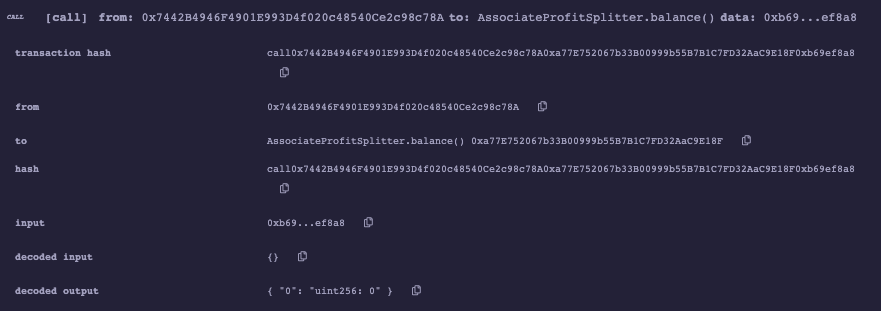 CALL [call] from: 0x7442B4946F4901E993D4f020c48540Ce2c98c78A to: AssociateProfitSplitter.balance() data: 0xb69...ef8a8
transaction hash call0x7442B4946F4901E993D4f020c48540Ce2c98c78A0xa77E752067b33B00999b55B7B1C7FD32AaC9E18F0xb69ef8a8
from 0x7442B4946F4901E993D4f020c48540Ce2c98c78A
to AssociateProfitSplitter.balance() 0xa77E752067b33B00999b55B7B1C7FD32AaC9E18F
hash call0x7442B4946F4901E993D4f020c48540Ce2c98c78A0xa77E752067b33B00999b55B7B1C7FD32AaC9E18F0xb69ef8a8
input 0xb69...ef8a8
decoded input {}
decoded output { "0": "uint256: 0" }